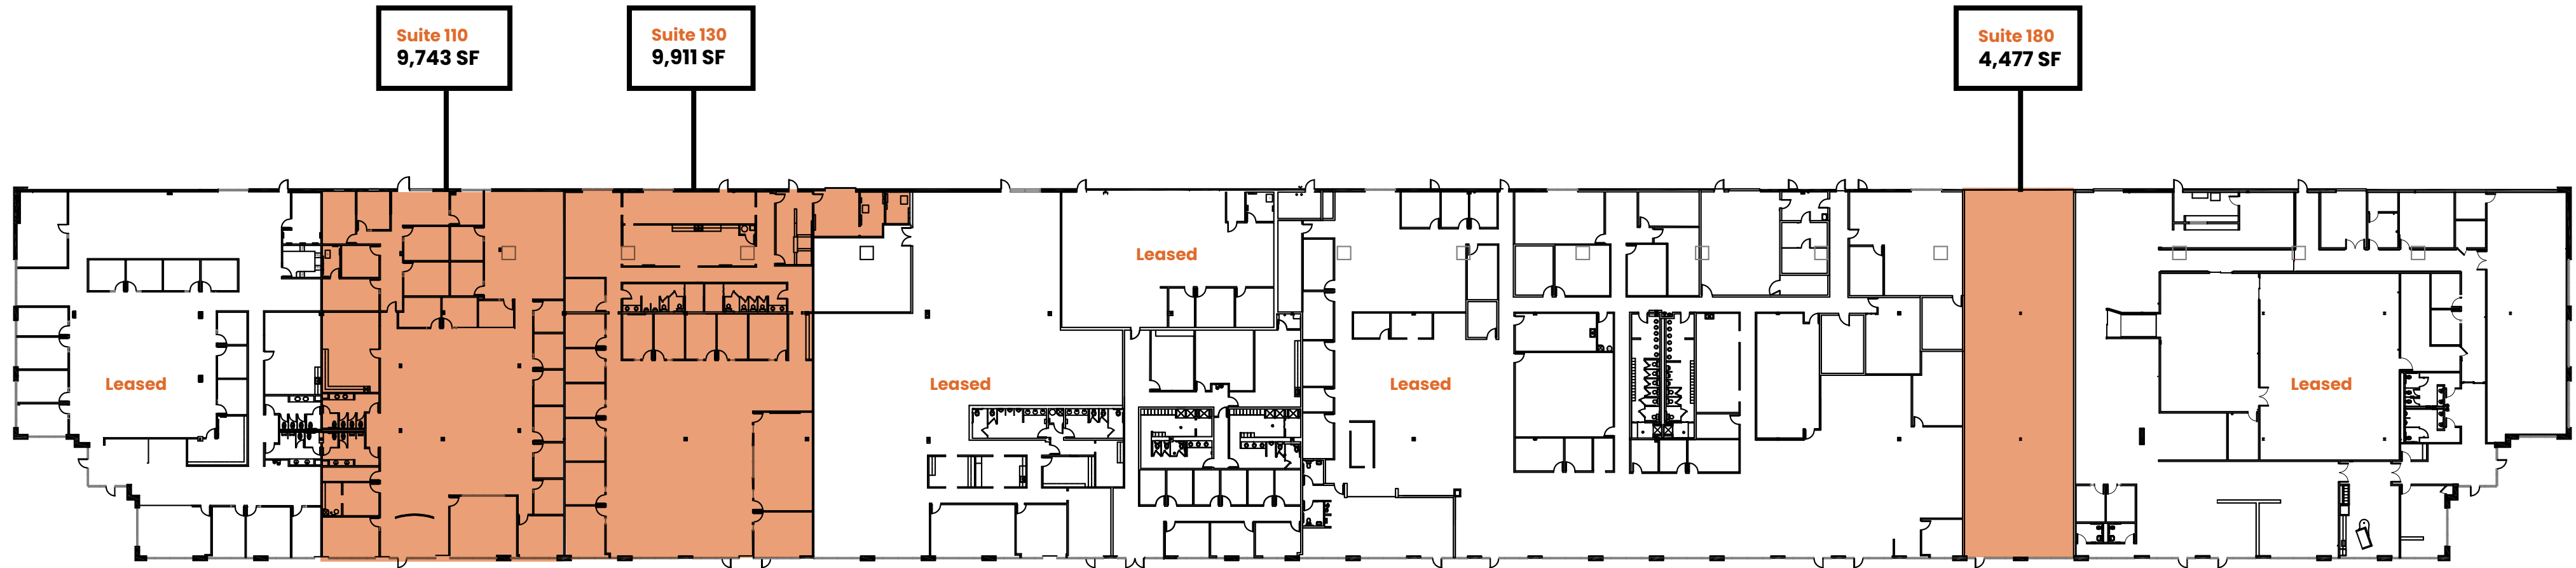 Suite 110
9,743 SF
Suite 130
9,911 SF
Suite 180
4,477 SF
Leased
Leased
Leased
Leased
Leased